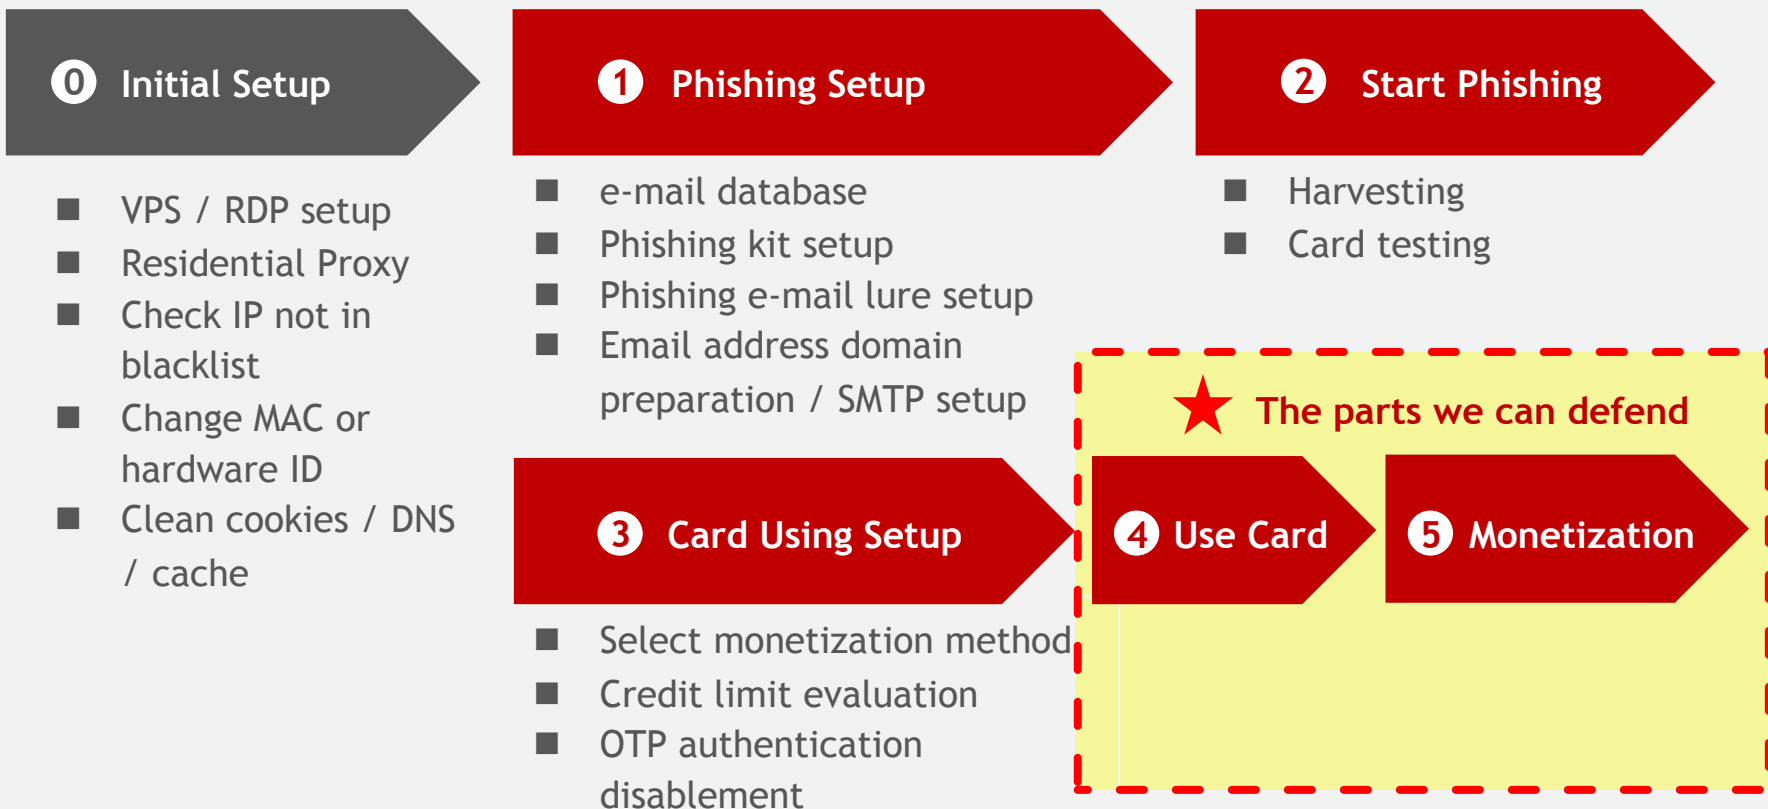 0 Initial Setup
VPS / RDP setup
Residential Proxy
Check IP not in
blacklist
Change MAC or
hardware ID
Clean cookies / DNS
/ cache
1 Phishing Setup
e-mail database
Phishing kit setup
Phishing e-mail lure setup
Email address domain
preparation / SMTP setup
2 Start Phishing
Harvesting
Card testing
3 Card Using Setup
Select monetization method
Credit limit evaluation
OTP authentication
disablement
The parts we can defend
4 Use Card
5 Monetization